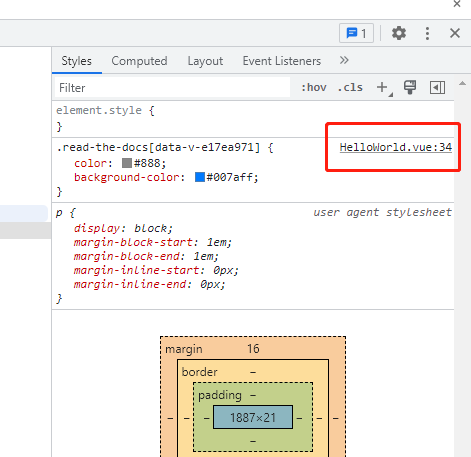 1
Styles Computed Layout Event Listeners »
Filter :hov .cls
element.style {
}
.read-the-docs[data-v-e17ea971] { HelloWorld.vue:34
color: #888;
background-color: #007aff;
}
p { user agent stylesheet
display: block;
margin-block-start: 1em;
margin-block-end: 1em;
margin-inline-start: 0px;
margin-inline-end: 0px;
}
margin 16
border –
padding –
– – – 1887×21 – – –
–